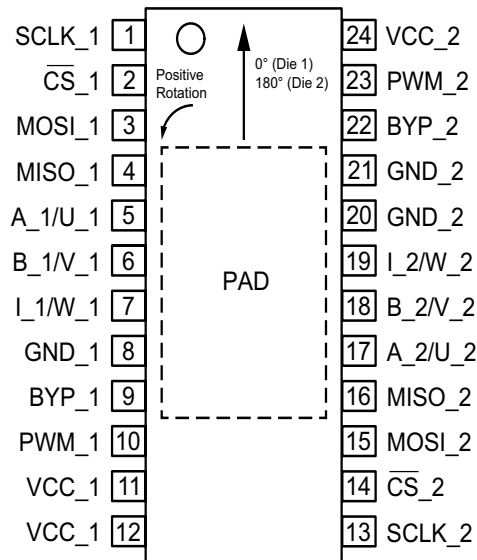 SCLK_1 1
C̅S̅_1 2
MOSI_1 3
MISO_1 4
A_1/U_1 5
B_1/V_1 6
I_1/W_1 7
GND_1 8
BYP_1 9
PWM_1 10
VCC_1 11
VCC_1 12
Positive
Rotation
0° (Die 1)
180° (Die 2)
PAD
24 VCC_2
23 PWM_2
22 BYP_2
21 GND_2
20 GND_2
19 I_2/W_2
18 B_2/V_2
17 A_2/U_2
16 MISO_2
15 MOSI_2
14 C̅S̅_2
13 SCLK_2